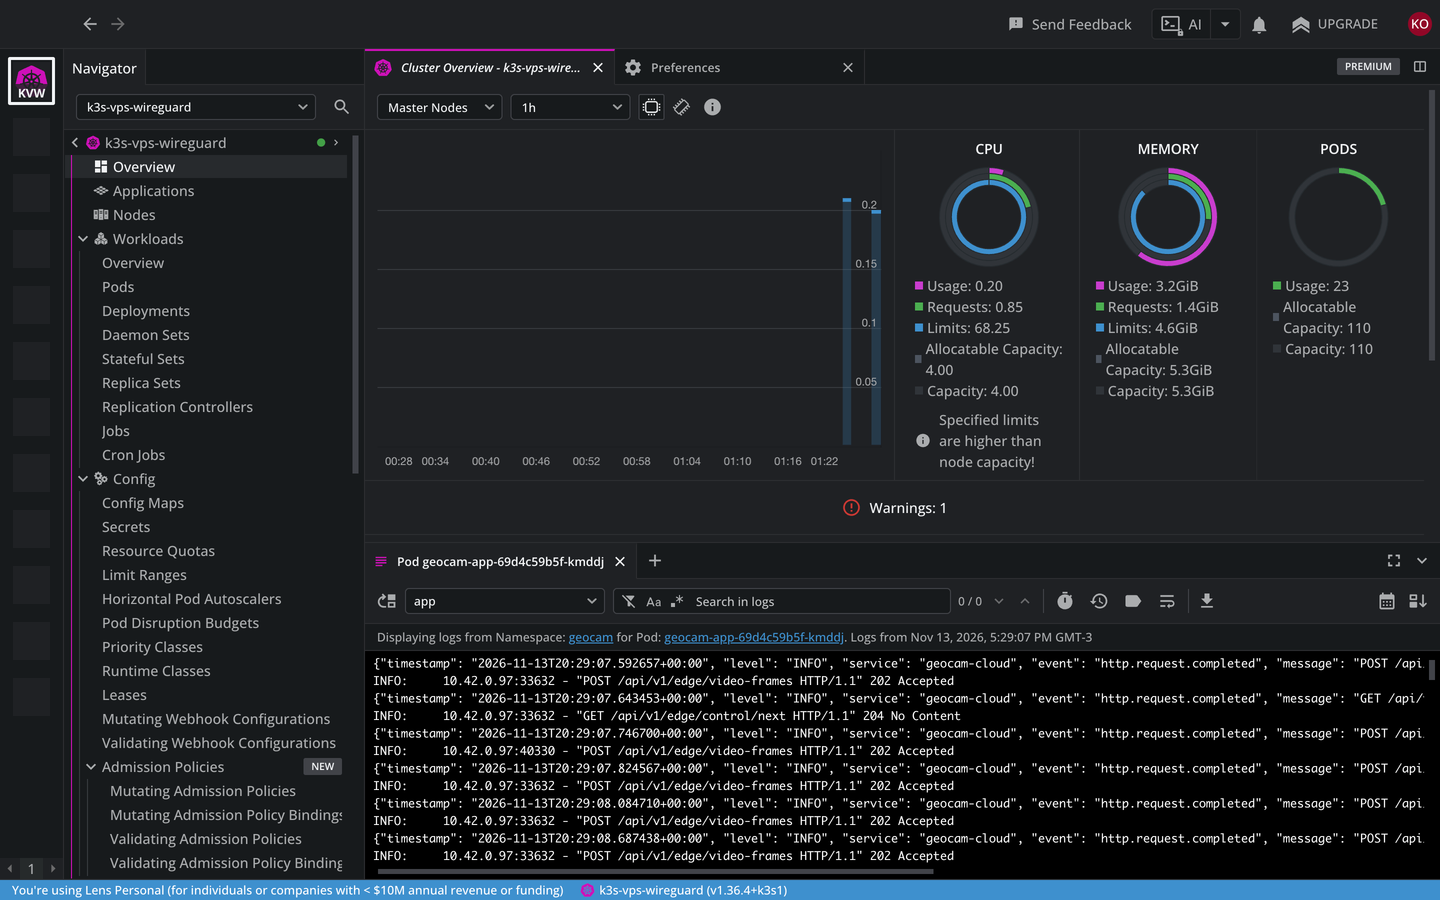 Send Feedback
AI
UPGRADE
KO
KVW
Navigator
k3s-vps-wireguard
k3s-vps-wireguard
Overview
Applications
Nodes
Workloads
Overview
Pods
Deployments
Daemon Sets
Stateful Sets
Replica Sets
Replication Controllers
Jobs
Cron Jobs
Config
Config Maps
Secrets
Resource Quotas
Limit Ranges
Horizontal Pod Autoscalers
Pod Disruption Budgets
Priority Classes
Runtime Classes
Leases
Mutating Webhook Configurations
Validating Webhook Configurations
Admission Policies NEW
Mutating Admission Policies
Mutating Admission Policy Bindings
Validating Admission Policies
Validating Admission Policy Binding
1
Cluster Overview - k3s-vps-wire...
Preferences
PREMIUM
Master Nodes
1h
0.2
0.15
0.1
0.05
00:28 00:34 00:40 00:46 00:52 00:58 01:04 01:10 01:16 01:22
CPU
Usage: 0.20
Requests: 0.85
Limits: 68.25
Allocatable Capacity:
4.00
Capacity: 4.00
Specified limits
are higher than
node capacity!
MEMORY
Usage: 3.2GiB
Requests: 1.4GiB
Limits: 4.6GiB
Allocatable
Capacity: 5.3GiB
Capacity: 5.3GiB
PODS
Usage: 23
Allocatable
Capacity: 110
Capacity: 110
Warnings: 1
Pod geocam-app-69d4c59b5f-kmddj
app
Aa
.*
Search in logs
0 / 0
Displaying logs from Namespace: geocam for Pod: geocam-app-69d4c59b5f-kmddj. Logs from Nov 13, 2026, 5:29:07 PM GMT-3
{"timestamp": "2026-11-13T20:29:07.592657+00:00", "level": "INFO", "service": "geocam-cloud", "event": "http.request.completed", "message": "POST /api.
INFO:     10.42.0.97:33632 - "POST /api/v1/edge/video-frames HTTP/1.1" 202 Accepted
{"timestamp": "2026-11-13T20:29:07.643453+00:00", "level": "INFO", "service": "geocam-cloud", "event": "http.request.completed", "message": "GET /api/
INFO:     10.42.0.97:33632 - "GET /api/v1/edge/control/next HTTP/1.1" 204 No Content
{"timestamp": "2026-11-13T20:29:07.746700+00:00", "level": "INFO", "service": "geocam-cloud", "event": "http.request.completed", "message": "POST /api.
INFO:     10.42.0.97:40330 - "POST /api/v1/edge/video-frames HTTP/1.1" 202 Accepted
{"timestamp": "2026-11-13T20:29:07.824567+00:00", "level": "INFO", "service": "geocam-cloud", "event": "http.request.completed", "message": "POST /api.
INFO:     10.42.0.97:33632 - "POST /api/v1/edge/video-frames HTTP/1.1" 202 Accepted
{"timestamp": "2026-11-13T20:29:08.084710+00:00", "level": "INFO", "service": "geocam-cloud", "event": "http.request.completed", "message": "POST /api.
INFO:     10.42.0.97:33632 - "POST /api/v1/edge/video-frames HTTP/1.1" 202 Accepted
{"timestamp": "2026-11-13T20:29:08.687438+00:00", "level": "INFO", "service": "geocam-cloud", "event": "http.request.completed", "message": "POST /api.
INFO:     10.42.0.97:33632 - "POST /api/v1/edge/video-frames HTTP/1.1" 202 Accepted
You're using Lens Personal (for individuals or companies with < $10M annual revenue or funding)
k3s-vps-wireguard (v1.36.4+k3s1)